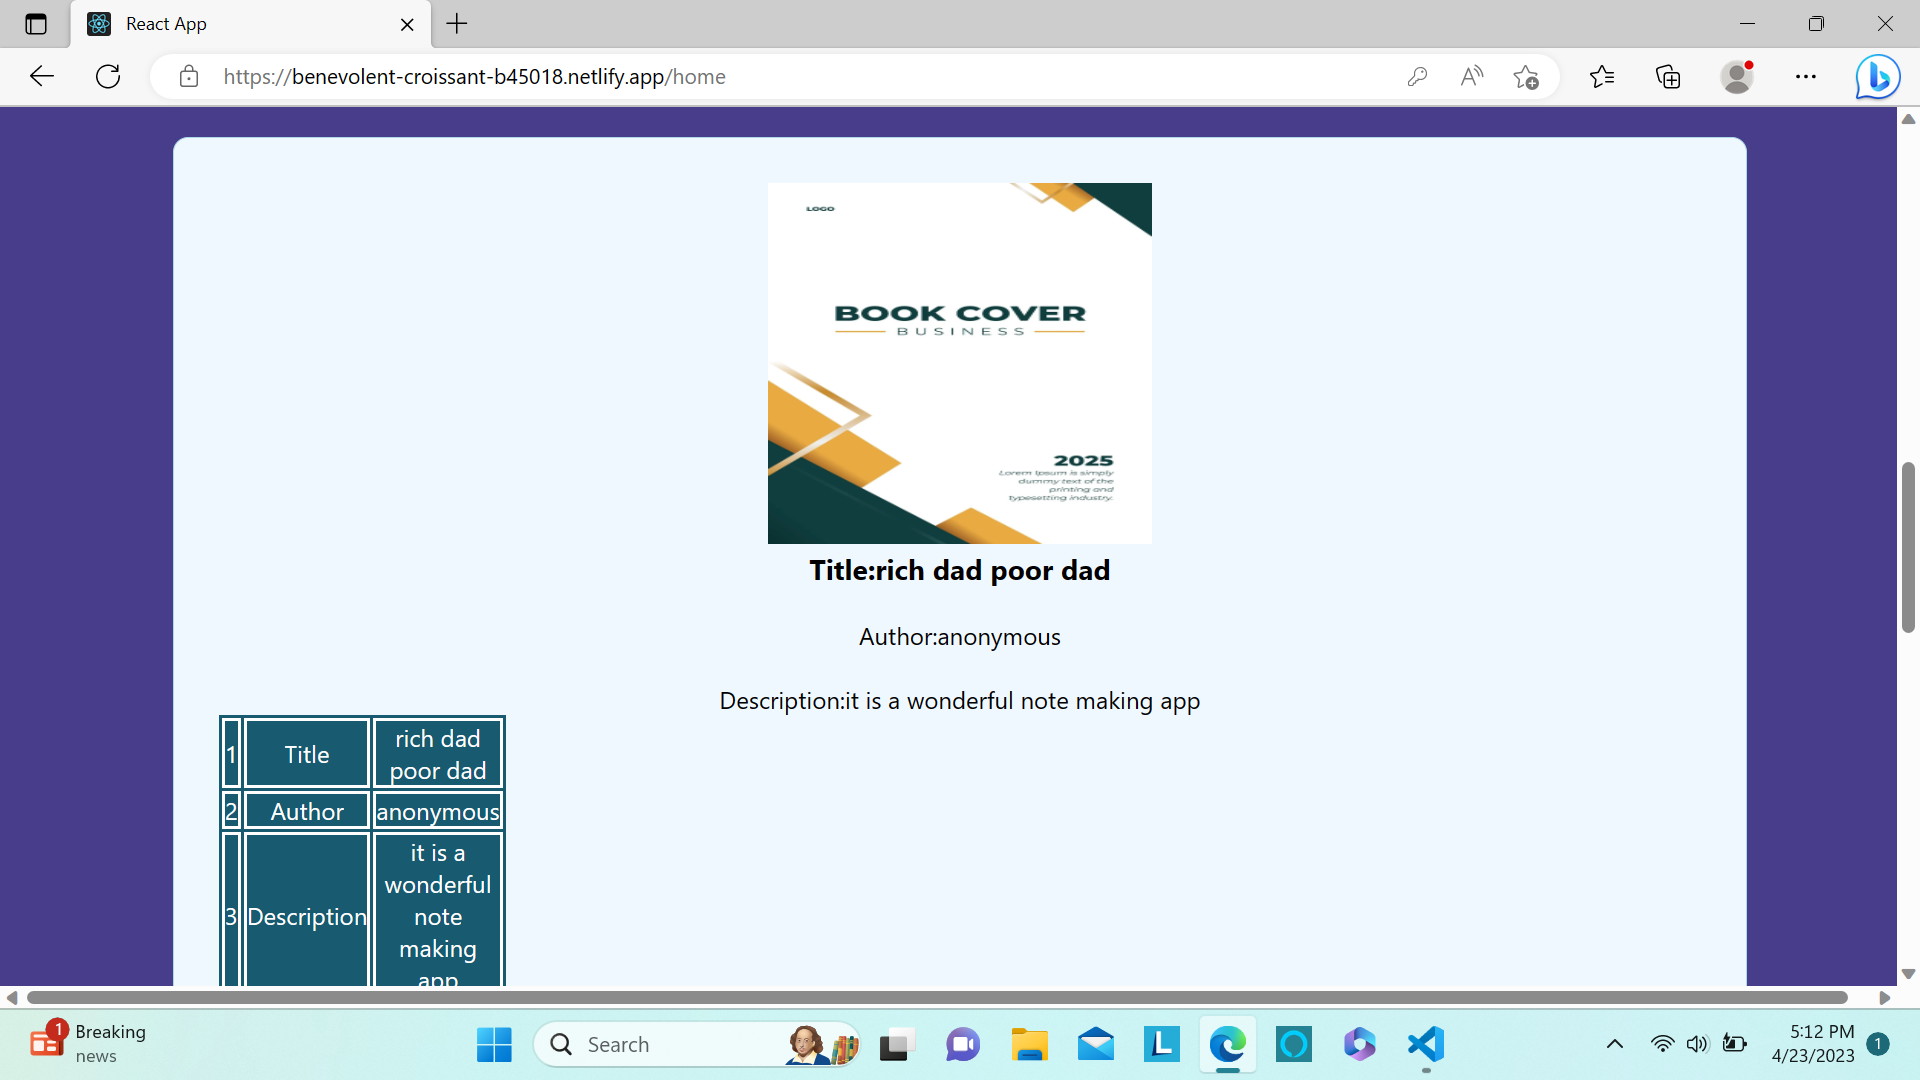 React App
https://benevolent-croissant-b45018.netlify.app/home
LOGO
BOOK COVER
BUSINESS
2025
Lorem Ipsum is simply
dummy text of the
printing and
typesetting industry.
Title:rich dad poor dad
Author:anonymous
Description:it is a wonderful note making app
1 Title rich dad
poor dad
2 Author anonymous
3 Description it is a
wonderful
note
making
app
1
Breaking
news
Search
L
5:12 PM
4/23/2023
1